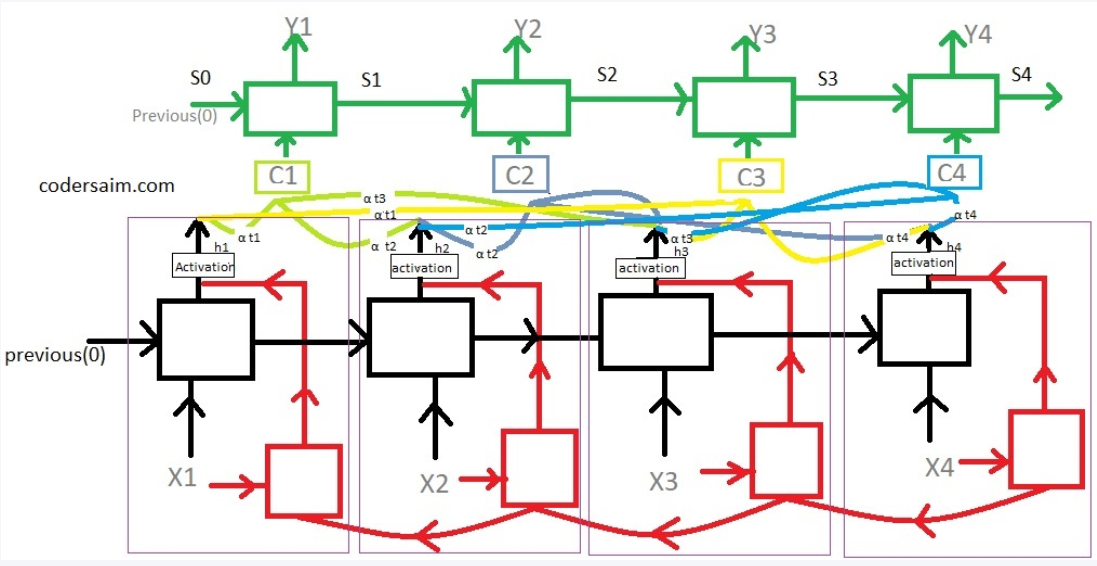 Y1
Y2
Y3
Y4
S0
S1
S2
S3
S4
Previous(0)
C1
C2
C3
C4
codersaim.com
α t3
α t1
α t1
α t2
α t2
α t2
α t3
α t4
α t4
h1
h2
h3
h4
Activation
activation
activation
activation
previous(0)
X1
X2
X3
X4